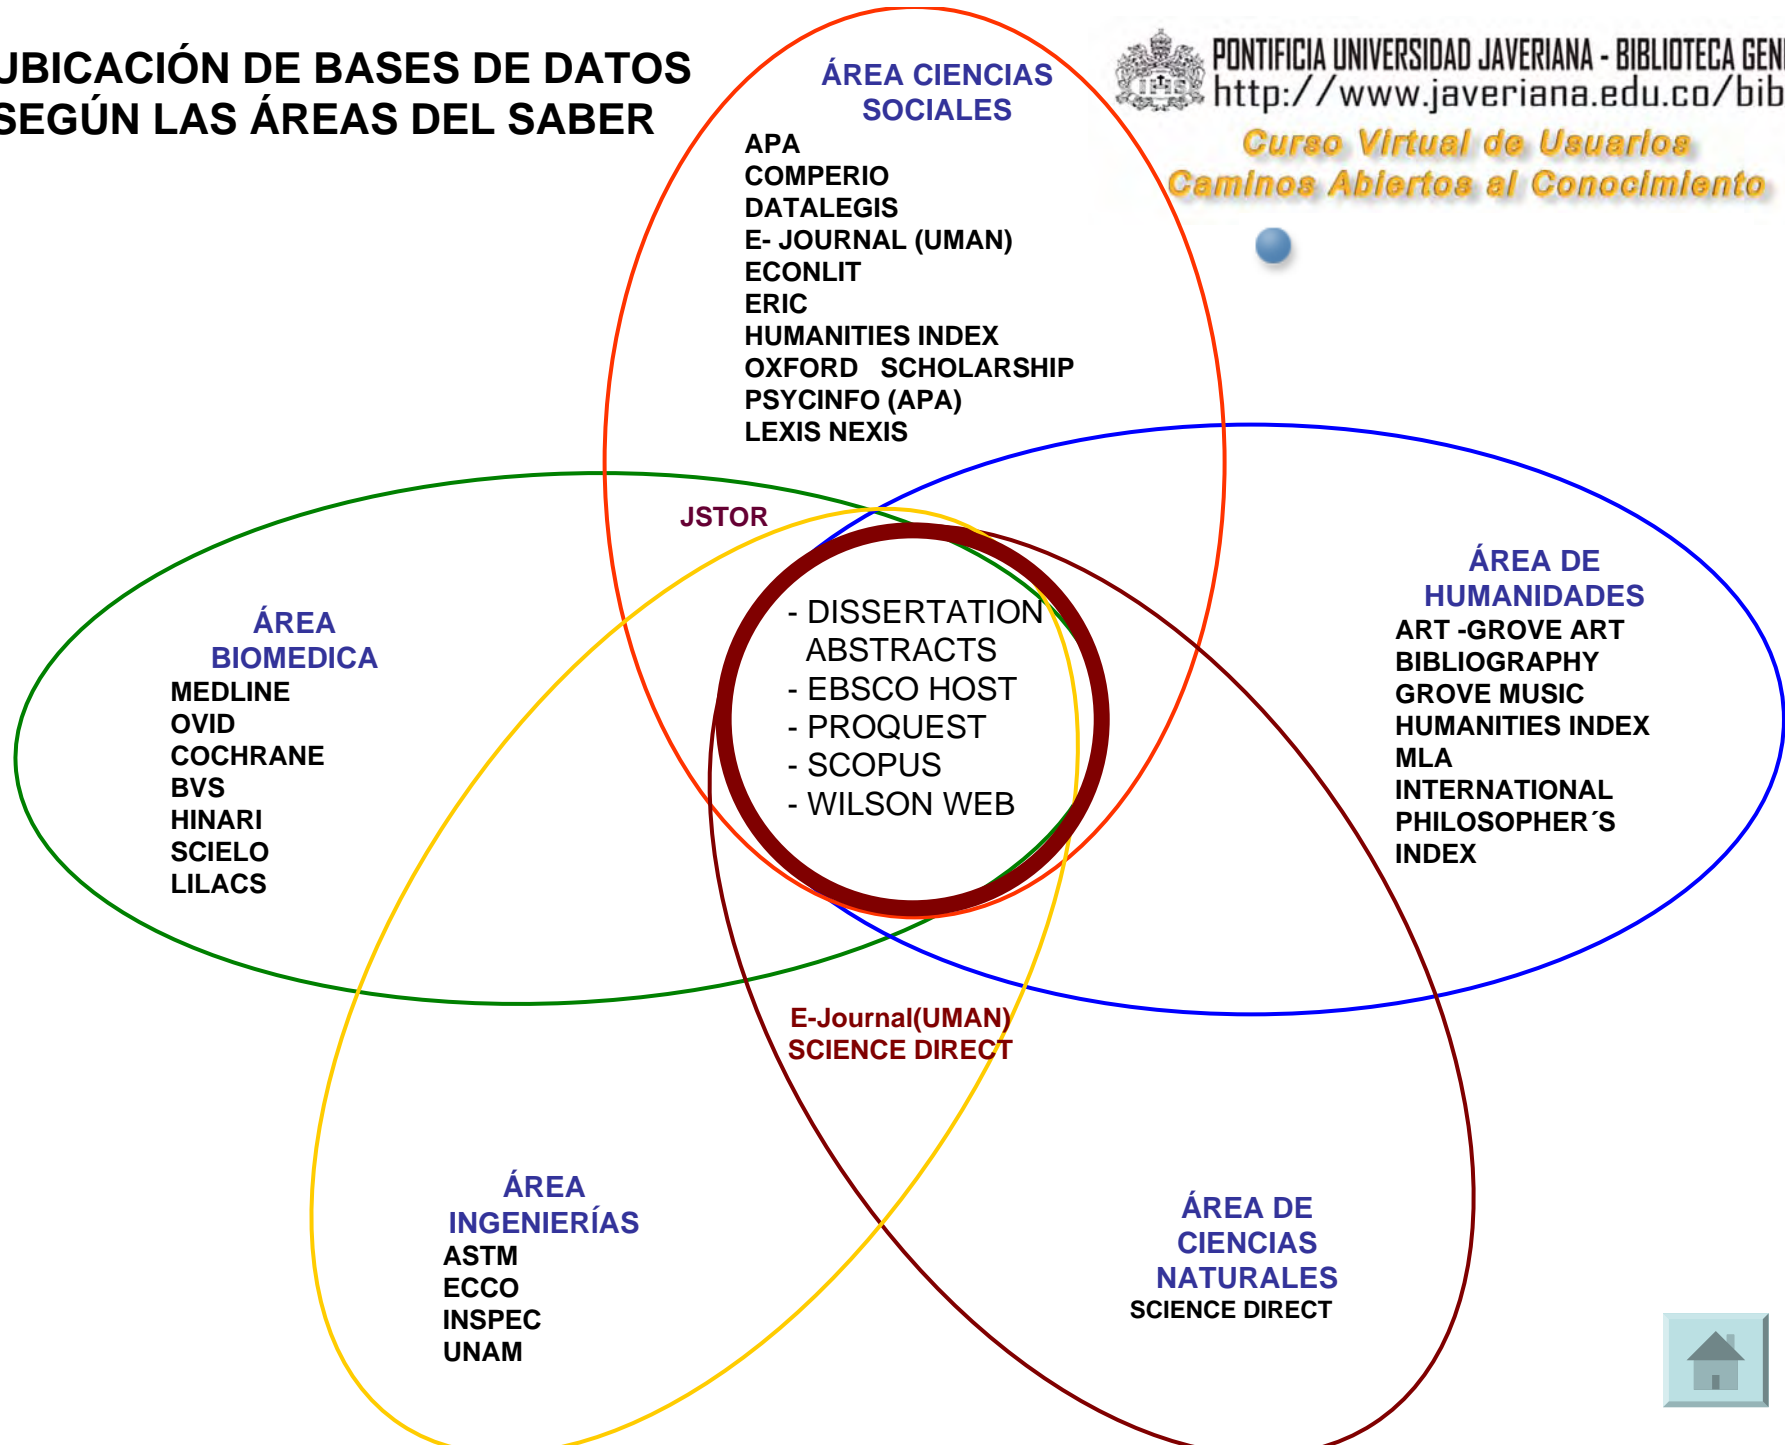 UBICACIÓN DE BASES DE DATOS
SEGÚN LAS ÁREAS DEL SABER
PONTIFICIA UNIVERSIDAD JAVERIANA - BIBLIOTECA GEN
http://www.javeriana.edu.co/bib
Curso Virtual de Usuarios
Caminos Abiertos al Conocimiento
ÁREA CIENCIAS
SOCIALES
APA
COMPERIO
DATALEGIS
E- JOURNAL (UMAN)
ECONLIT
ERIC
HUMANITIES INDEX
OXFORD SCHOLARSHIP
PSYCINFO (APA)
LEXIS NEXIS
JSTOR
ÁREA
BIOMEDICA
MEDLINE
OVID
COCHRANE
BVS
HINARI
SCIELO
LILACS
- DISSERTATION
ABSTRACTS
- EBSCO HOST
- PROQUEST
- SCOPUS
- WILSON WEB
ÁREA DE
HUMANIDADES
ART -GROVE ART
BIBLIOGRAPHY
GROVE MUSIC
HUMANITIES INDEX
MLA
INTERNATIONAL
PHILOSOPHER´S
INDEX
E-Journal(UMAN)
SCIENCE DIRECT
ÁREA
INGENIERÍAS
ASTM
ECCO
INSPEC
UNAM
ÁREA DE
CIENCIAS
NATURALES
SCIENCE DIRECT